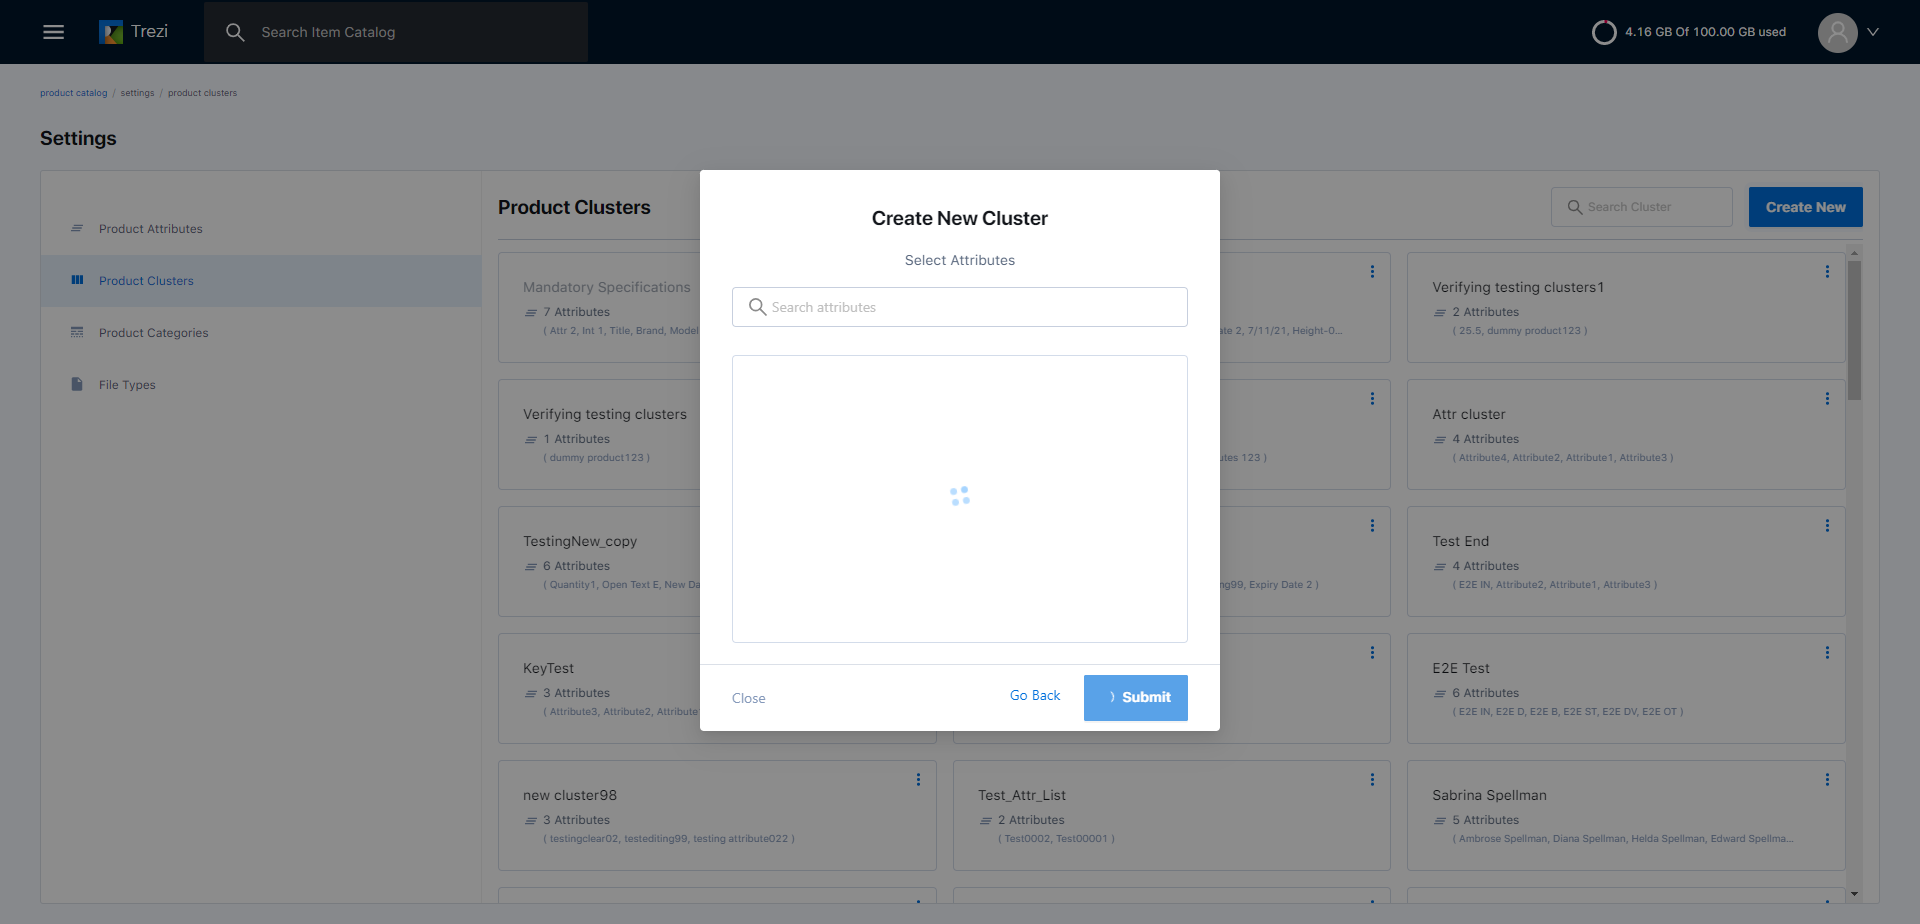 Trezi
Search Item Catalog
4.16 GB Of 100.00 GB used
product catalog / settings / product clusters
Settings
Product Attributes
Product Clusters
Product Categories
File Types
Product Clusters
Search Cluster
Create New
Mandatory Specifications
7 Attributes
( Attr 2, Int 1, Title, Brand, Model
2, 7/11/21, Height-0...
Verifying testing clusters1
2 Attributes
( 25.5, dummy product123 )
Verifying testing clusters
1 Attributes
( dummy product123 )
123 )
Attr cluster
4 Attributes
( Attribute4, Attribute2, Attribute1, Attribute3 )
TestingNew_copy
6 Attributes
( Quantity1, Open Text E, New Da
ng99, Expiry Date 2 )
Test End
4 Attributes
( E2E IN, Attribute2, Attribute1, Attribute3 )
KeyTest
3 Attributes
( Attribute3, Attribute2, Attribute
E2E Test
6 Attributes
( E2E IN, E2E D, E2E B, E2E ST, E2E DV, E2E OT )
new cluster98
3 Attributes
( testingclear02, testediting99, testing attribute022 )
Test_Attr_List
2 Attributes
( Test0002, Test00001 )
Sabrina Spellman
5 Attributes
( Ambrose Spellman, Diana Spellman, Helda Spellman, Edward Spellma...
Create New Cluster
Select Attributes
Search attributes
Close
Go Back
Submit